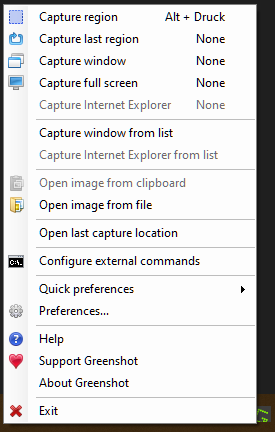 Capture region Alt + Druck
Capture last region None
Capture window None
Capture full screen None
Capture Internet Explorer None
Capture window from list
Capture Internet Explorer from list
Open image from clipboard
Open image from file
Open last capture location
C:\. Configure external commands
Quick preferences
Preferences...
? Help
Support Greenshot
About Greenshot
Exit